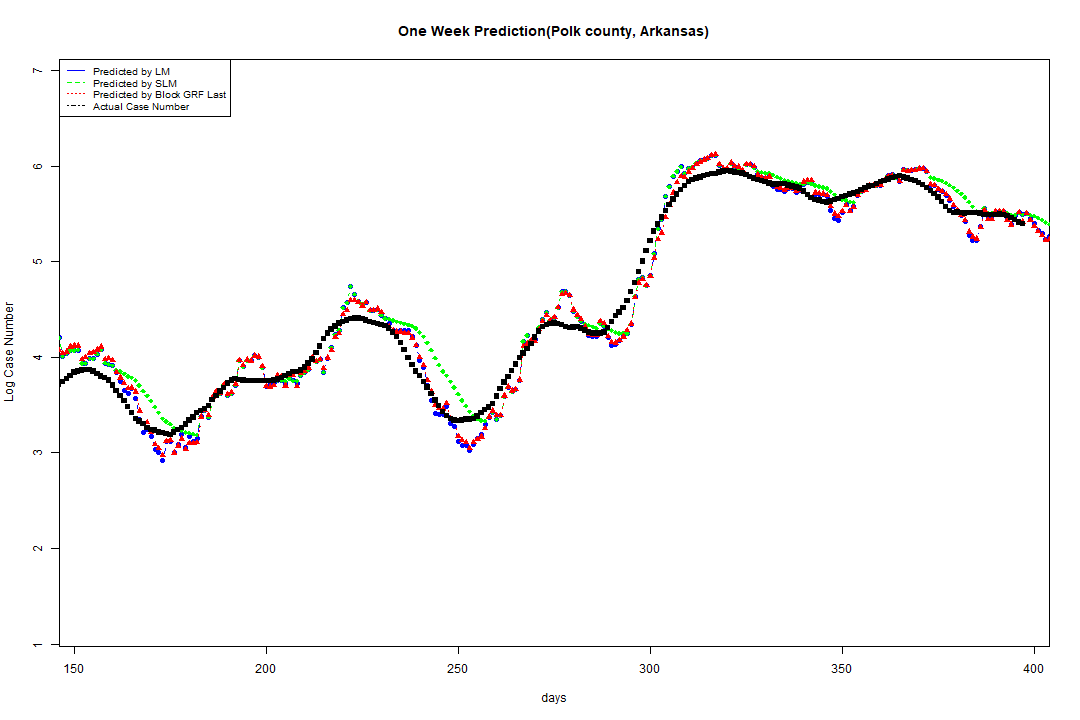 One Week Prediction(Polk county, Arkansas)
Predicted by LM
Predicted by SLM
Predicted by Block GRF Last
Actual Case Number
7
6
5
4
3
2
1
Log Case Number
150 200 250 300 350 400
days